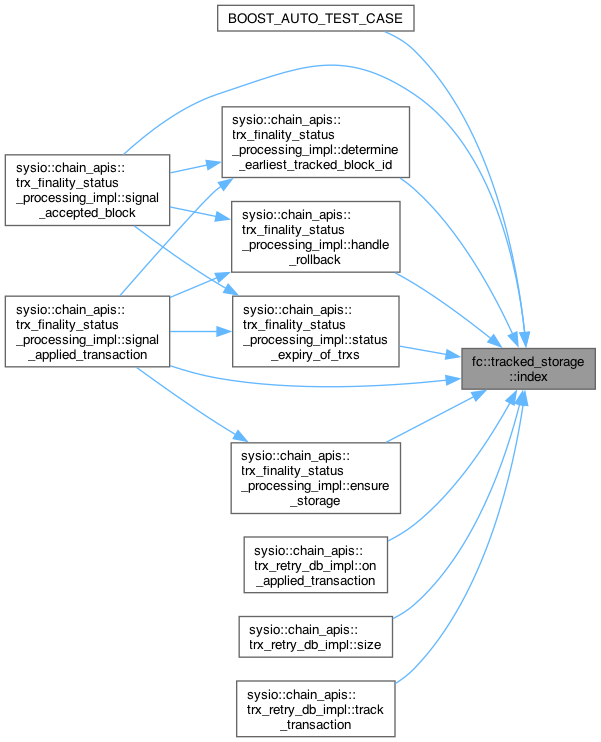 BOOST_AUTO_TEST_CASE
sysio::chain_apis::
trx_finality_status
_processing_impl::determine
_earliest_tracked_block_id
sysio::chain_apis::
trx_finality_status
_processing_impl::signal
_accepted_block
sysio::chain_apis::
trx_finality_status
_processing_impl::handle
_rollback
sysio::chain_apis::
trx_finality_status
_processing_impl::signal
_applied_transaction
sysio::chain_apis::
trx_finality_status
_processing_impl::status
_expiry_of_trxs
fc::tracked_storage
::index
sysio::chain_apis::
trx_finality_status
_processing_impl::ensure
_storage
sysio::chain_apis::
trx_retry_db_impl::on
_applied_transaction
sysio::chain_apis::
trx_retry_db_impl::size
sysio::chain_apis::
trx_retry_db_impl::track
_transaction